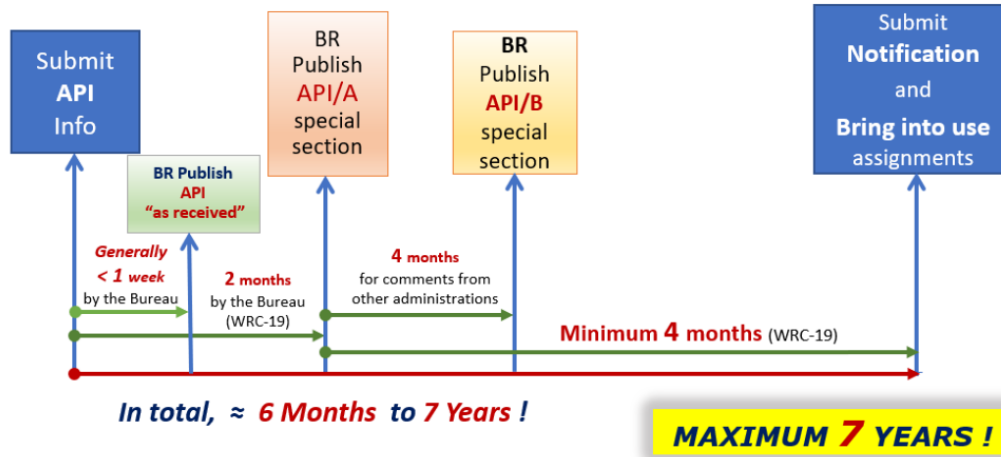 Submit
API
Info
BR Publish
API
“as received”
BR
Publish
API/A
special
section
BR
Publish
API/B
special
section
Submit
Notification
and
Bring into use
assignments
Generally
< 1 week
by the Bureau
2 months
by the Bureau
(WRC-19)
4 months
for comments from
other administrations
Minimum 4 months (WRC-19)
In total, ≈ 6 Months to 7 Years !
MAXIMUM 7 YEARS !